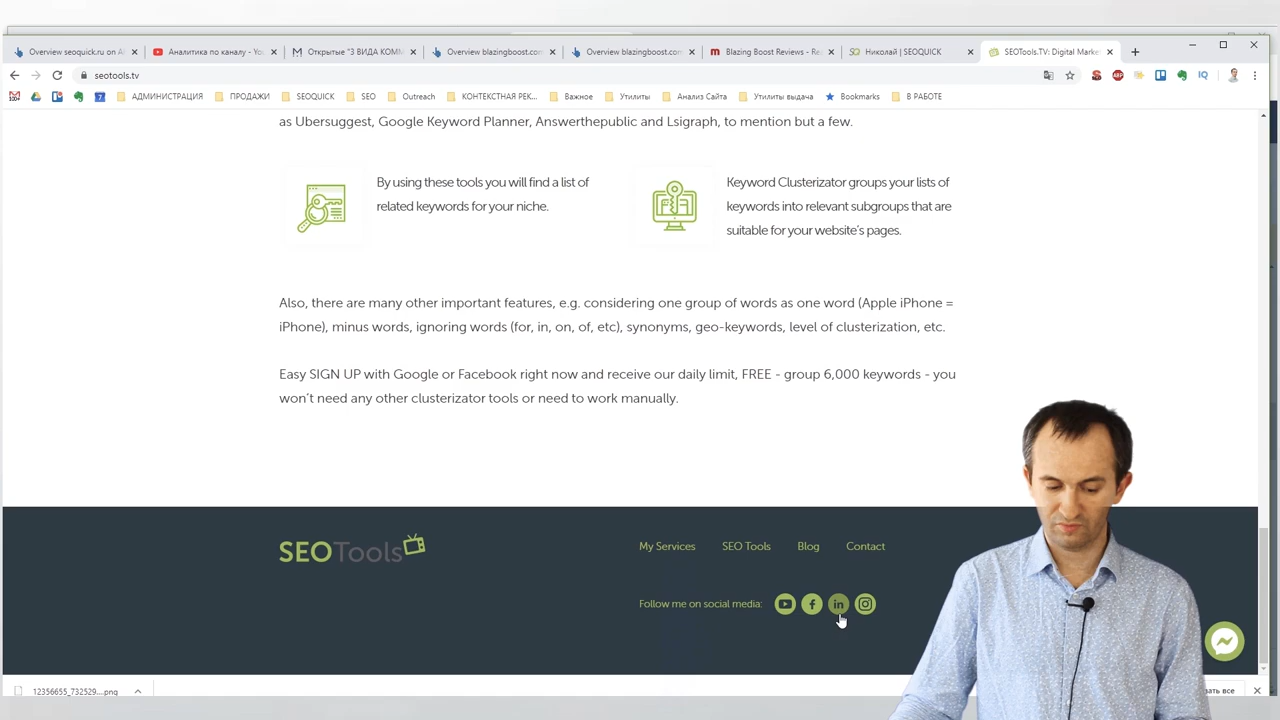 Overview seoquick.ru on A
Аналитика по каналу - Yo
Открытые "3 ВИДА КОММ
Overview blazingboost.com
Overview blazingboost.com
Blazing Boost Reviews - Re
Николай | SEOQUICK
SEOTools.TV: Digital Marke
seotools.tv
АДМИНИСТРАЦИЯ
ПРОДАЖИ
SEOQUICK
SEO
Outreach
КОНТЕКСТНАЯ РЕК...
Важное
Утилиты
Анализ Сайта
Утилиты выдача
Bookmarks
В РАБОТЕ
as Ubersuggest, Google Keyword Planner, Answerthepublic and Lsigraph, to mention but a few.
By using these tools you will find a list of
related keywords for your niche.
Keyword Clusterizator groups your lists of
keywords into relevant subgroups that are
suitable for your website's pages.
Also, there are many other important features, e.g. considering one group of words as one word (Apple iPhone =
iPhone), minus words, ignoring words (for, in, on, of, etc), synonyms, geo-keywords, level of clusterization, etc.
Easy SIGN UP with Google or Facebook right now and receive our daily limit, FREE - group 6,000 keywords - you
won't need any other clusterizator tools or need to work manually.
SEOTools
My Services
SEO Tools
Blog
Contact
Follow me on social media:
in
12356655_732529....png
все